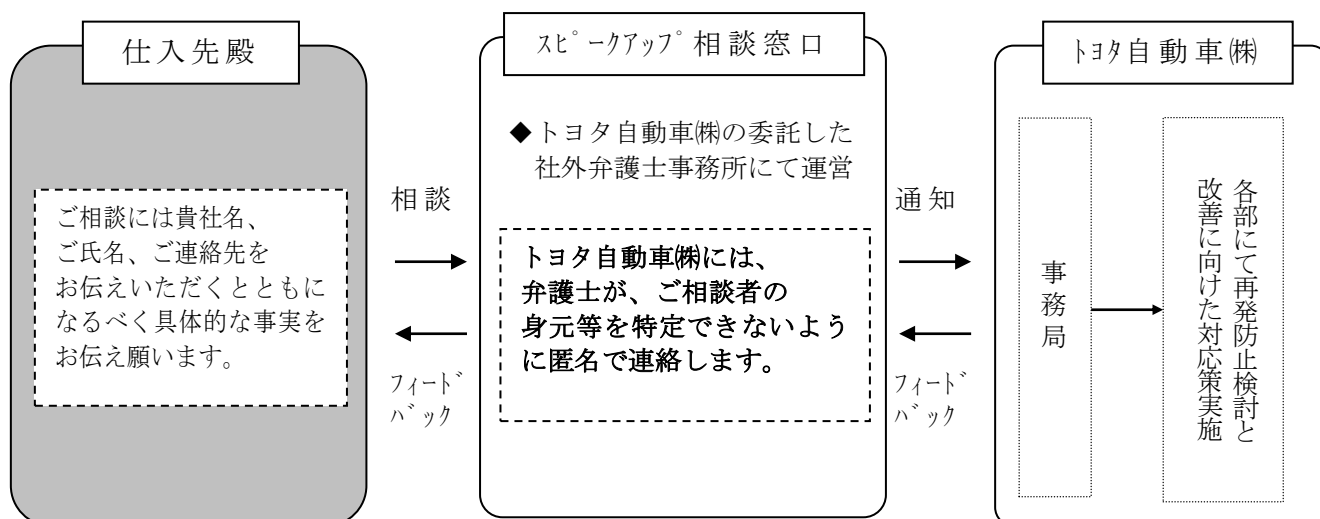 仕入先殿
ご相談には貴社名、
ご氏名、ご連絡先を
お伝えいただくとともに
なるべく具体的な事実を
お伝え願います。
相談
フィードﾞ
バック
ｽﾋﾟｰｸｱｯﾌﾟ相談窓口
◆トヨタ自動車㈱の委託した
社外弁護士事務所にて運営
トヨタ自動車㈱には、
弁護士が、ご相談者の
身元等を特定できないよう
に匿名で連絡します。
通知
ﾌｨｰﾄﾞ
ﾊﾞｯｸ
ﾄﾖﾀ自動車㈱
事務局
各部にて再発防止検討と
改善に向けた対応策実施